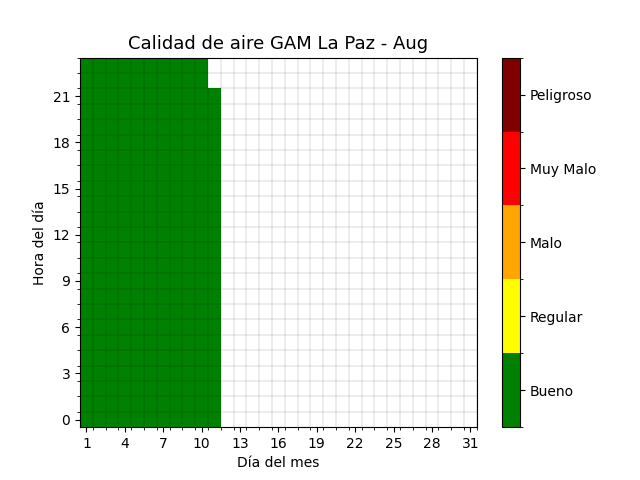 Calidad de aire GAM La Paz - Aug
Hora del día
21
18
15
12
9
6
3
0
1 4 7 10 13 16 19 22 25 28 31
Día del mes
Peligroso
Muy Malo
Malo
Regular
Bueno